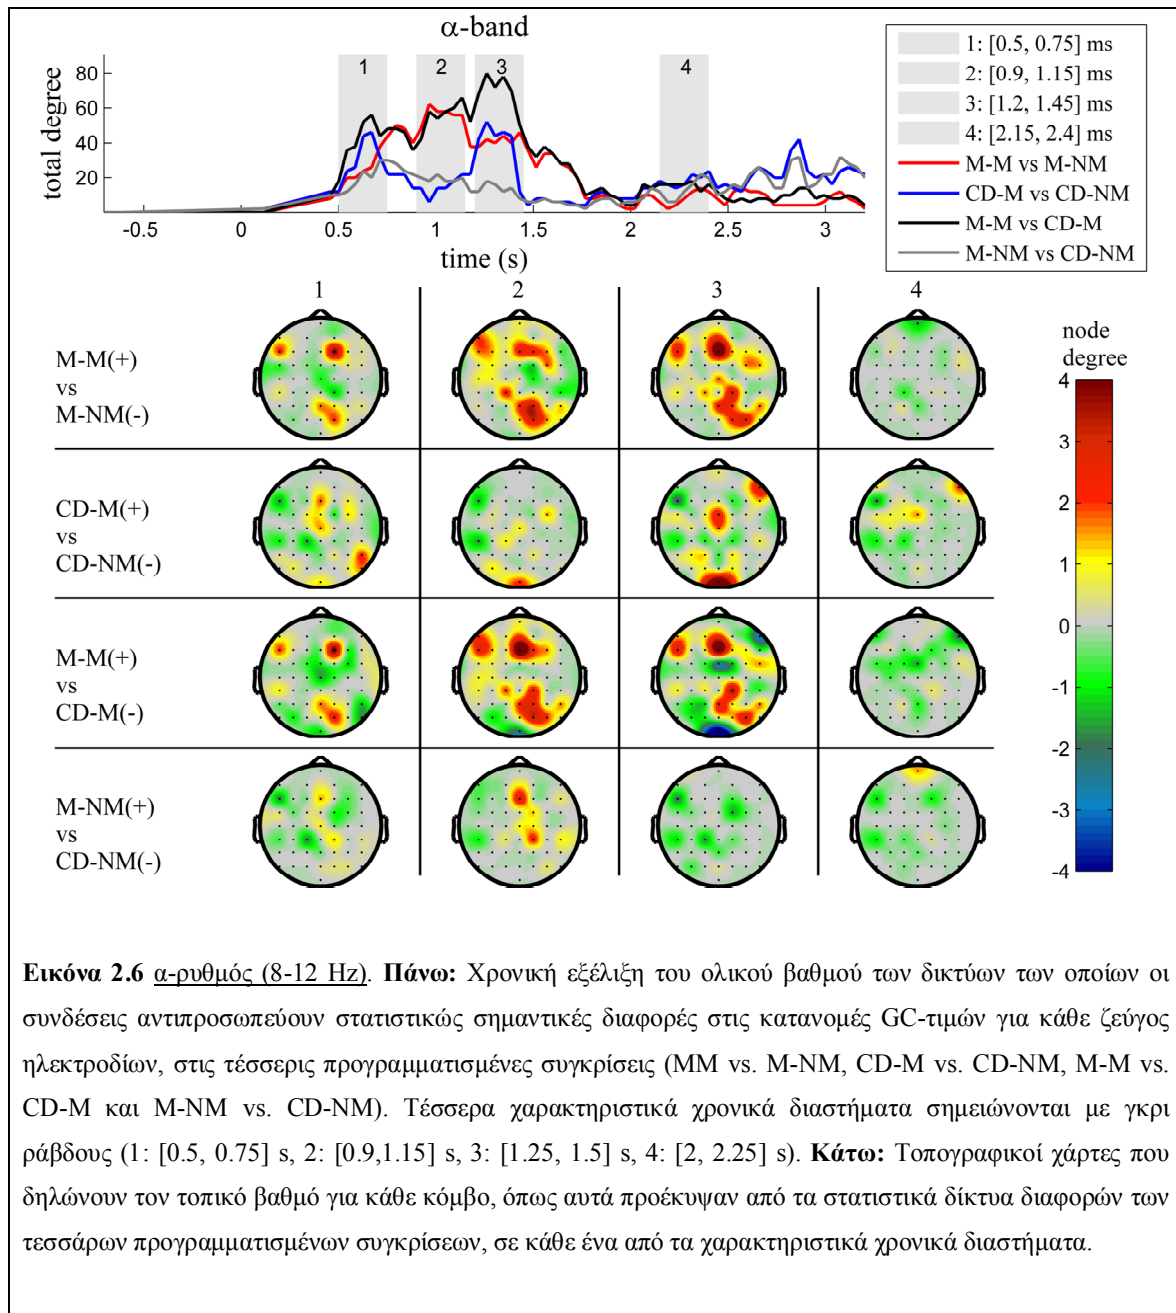 α-band
total degree
80
60
40
20
1
2
3
4
-0.5
0
0.5
1
1.5
2
2.5
3
time (s)
1: [0.5, 0.75] ms
2: [0.9, 1.15] ms
3: [1.2, 1.45] ms
4: [2.15, 2.4] ms
M-M vs M-NM
CD-M vs CD-NM
M-M vs CD-M
M-NM vs CD-NM
1
2
3
4
M-M(+)
vs
M-NM(-)
CD-M(+)
vs
CD-NM(-)
M-M(+)
vs
CD-M(-)
M-NM(+)
vs
CD-NM(-)
node
degree
4
3
2
1
0
-1
-2
-3
-4
Εικόνα 2.6 α-ρυθμός (8-12 Hz). Πάνω: Χρονική εξέλιξη του ολικού βαθμού των δικτύων των οποίων οι
συνδέσεις αντιπροσωπεύουν στατιστικώς σημαντικές διαφορές στις κατανομές GC-τιμών για κάθε ζεύγος
ηλεκτροδίων, στις τέσσερις προγραμματισμένες συγκρίσεις (MM vs. M-NM, CD-M vs. CD-NM, M-M vs.
CD-M και M-NM vs. CD-NM). Τέσσερα χαρακτηριστικά χρονικά διαστήματα σημειώνονται με γκρι
ράβδους (1: [0.5, 0.75] s, 2: [0.9,1.15] s, 3: [1.25, 1.5] s, 4: [2, 2.25] s). Κάτω: Τοπογραφικοί χάρτες που
δηλώνουν τον τοπικό βαθμό για κάθε κόμβο, όπως αυτά προέκυψαν από τα στατιστικά δίκτυα διαφορών των
τεσσάρων προγραμματισμένων συγκρίσεων, σε κάθε ένα από τα χαρακτηριστικά χρονικά διαστήματα.